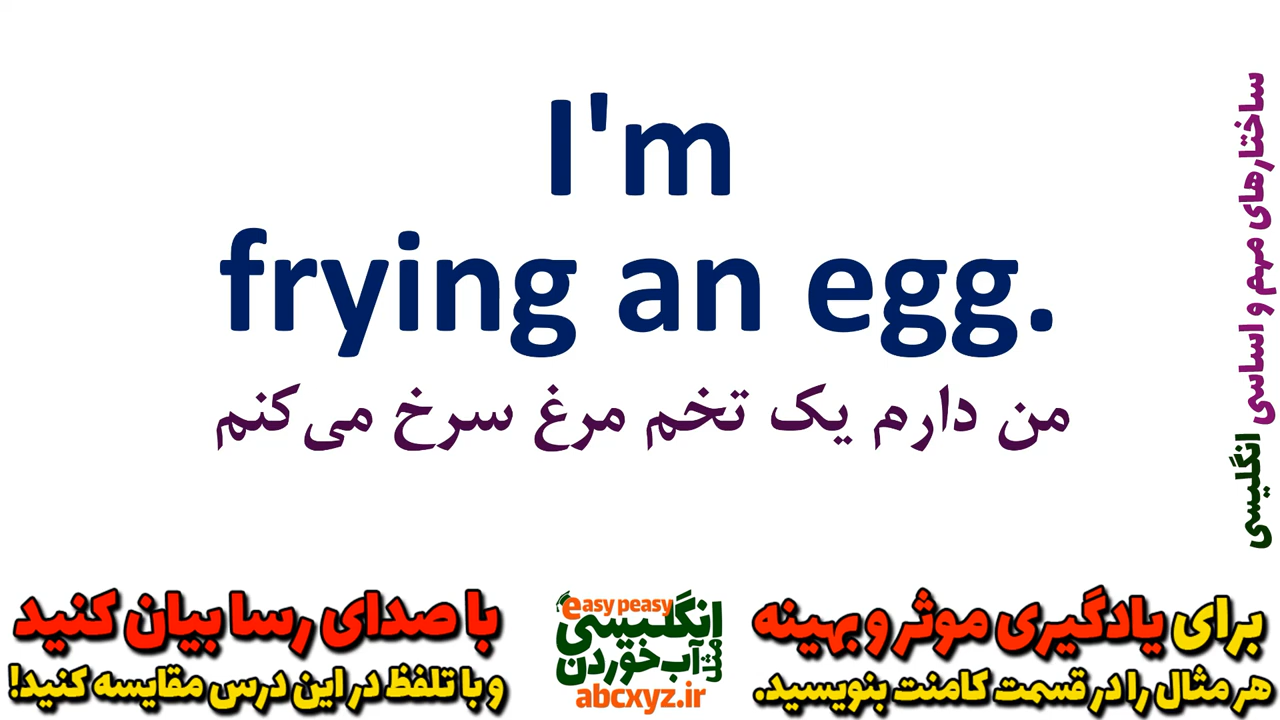 I'm
frying an egg.
من دارم یک تخم مرغ سرخ می‌کنم
ساختارهای مهم و اساسی انگلیسی
برای یادگیری موثر و بهینه
هر مثال را در قسمت کامنت بنویسید.
easy peasy
انگلیسی
مثل آب خوردن
abcxyz.ir
با صدای رسا بیان کنید
و با تلفظ در این درس مقایسه کنید!